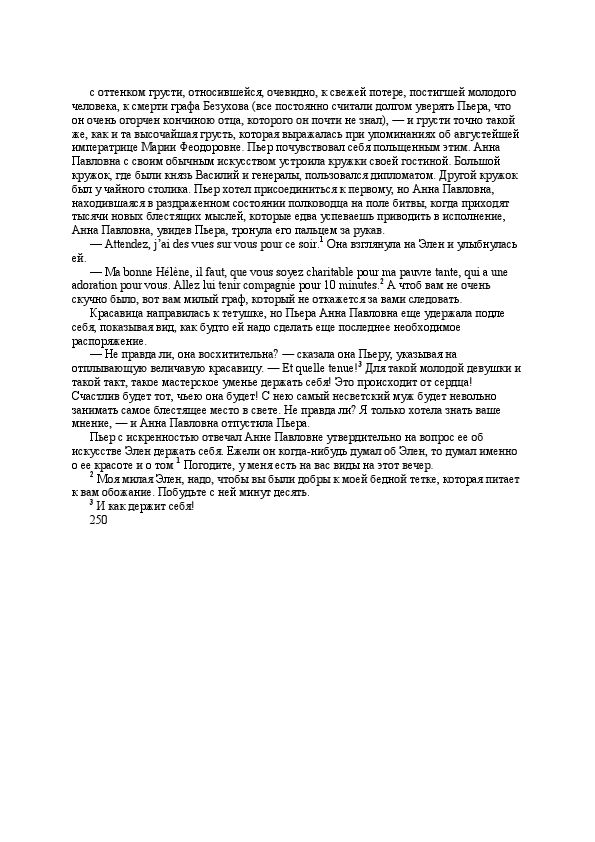 с оттенком грусти, относившейся, очевидно, к свежей потере, постигшей молодого
человека, к смерти графа Безухова (все постоянно считали долгом уверять Пьера, что
он очень огорчен кончиною отца, которого он почти не знал), — и грусти точно такой
же, как и та высочайшая грусть, которая выражалась при упоминаниях об августейшей
императрице Марии Феодоровне. Пьер почувствовал себя польщенным этим. Анна
Павловна с своим обычным искусством устроила кружки своей гостиной. Большой
кружок, где были князь Василий и генералы, пользовался дипломатом. Другой кружок
был у чайного столика. Пьер хотел присоединиться к первому, но Анна Павловна,
находившаяся в раздраженном состоянии полководца на поле битвы, когда приходят
тысячи новых блестящих мыслей, которые едва успеваешь приводить в исполнение,
Анна Павловна, увидев Пьера, тронула его пальцем за рукав.
— Attendez, j’ai des vues sur vous pour ce soir.1 Она взглянула на Элен и улыбнулась
ей.
— Ma bonne Hélène, il faut, que vous soyez charitable pour ma pauvre tante, qui a une
adoration pour vous. Allez lui tenir compagnie pour 10 minutes.2 А чтоб вам не очень
скучно было, вот вам милый граф, который не откажется за вами следовать.
Красавица направилась к тетушке, но Пьера Анна Павловна еще удержала подле
себя, показывая вид, как будто ей надо сделать еще последнее необходимое
распоряжение.
— Не правда ли, она восхитительна? — сказала она Пьеру, указывая на
отплывающую величавую красавицу. — Et quelle tenue!3 Для такой молодой девушки и
такой такт, такое мастерское уменье держать себя! Это происходит от сердца!
Счастлив будет тот, чьею она будет! С нею самый несветский муж будет невольно
занимать самое блестящее место в свете. Не правда ли? Я только хотела знать ваше
мнение, — и Анна Павловна отпустила Пьера.
Пьер с искренностью отвечал Анне Павловне утвердительно на вопрос ее об
искусстве Элен держать себя. Ежели он когда-нибудь думал об Элен, то думал именно
о ее красоте и о том 1 Погодите, у меня есть на вас виды на этот вечер.
2 Моя милая Элен, надо, чтобы вы были добры к моей бедной тетке, которая питает
к вам обожание. Побудьте с ней минут десять.
3 И как держит себя!
250